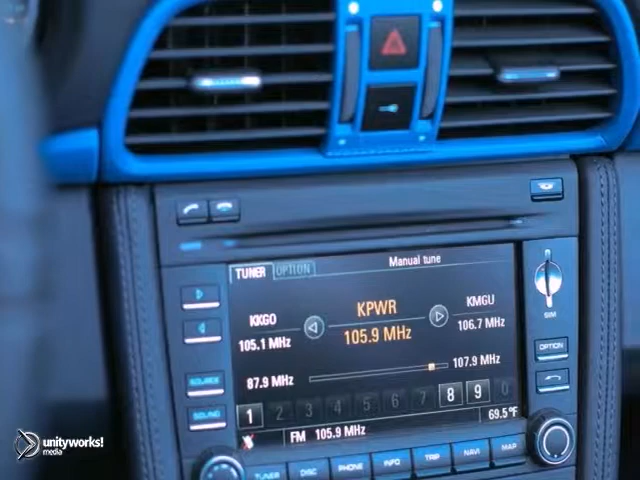 SIM
TUNER OPTION Manual tune
KKGO KPWR KMGU
105.1 MHz 105.9 MHz 106.7 MHz
87.9 MHz 107.9 MHz
1 2 3 4 5 6 7 8 9 0
69.5°F
FM 105.9 MHz
OPTION
SOURCE
SOUND
TUNER DISC PHONE INFO TRIP NAVI MAP
unityworks!
media